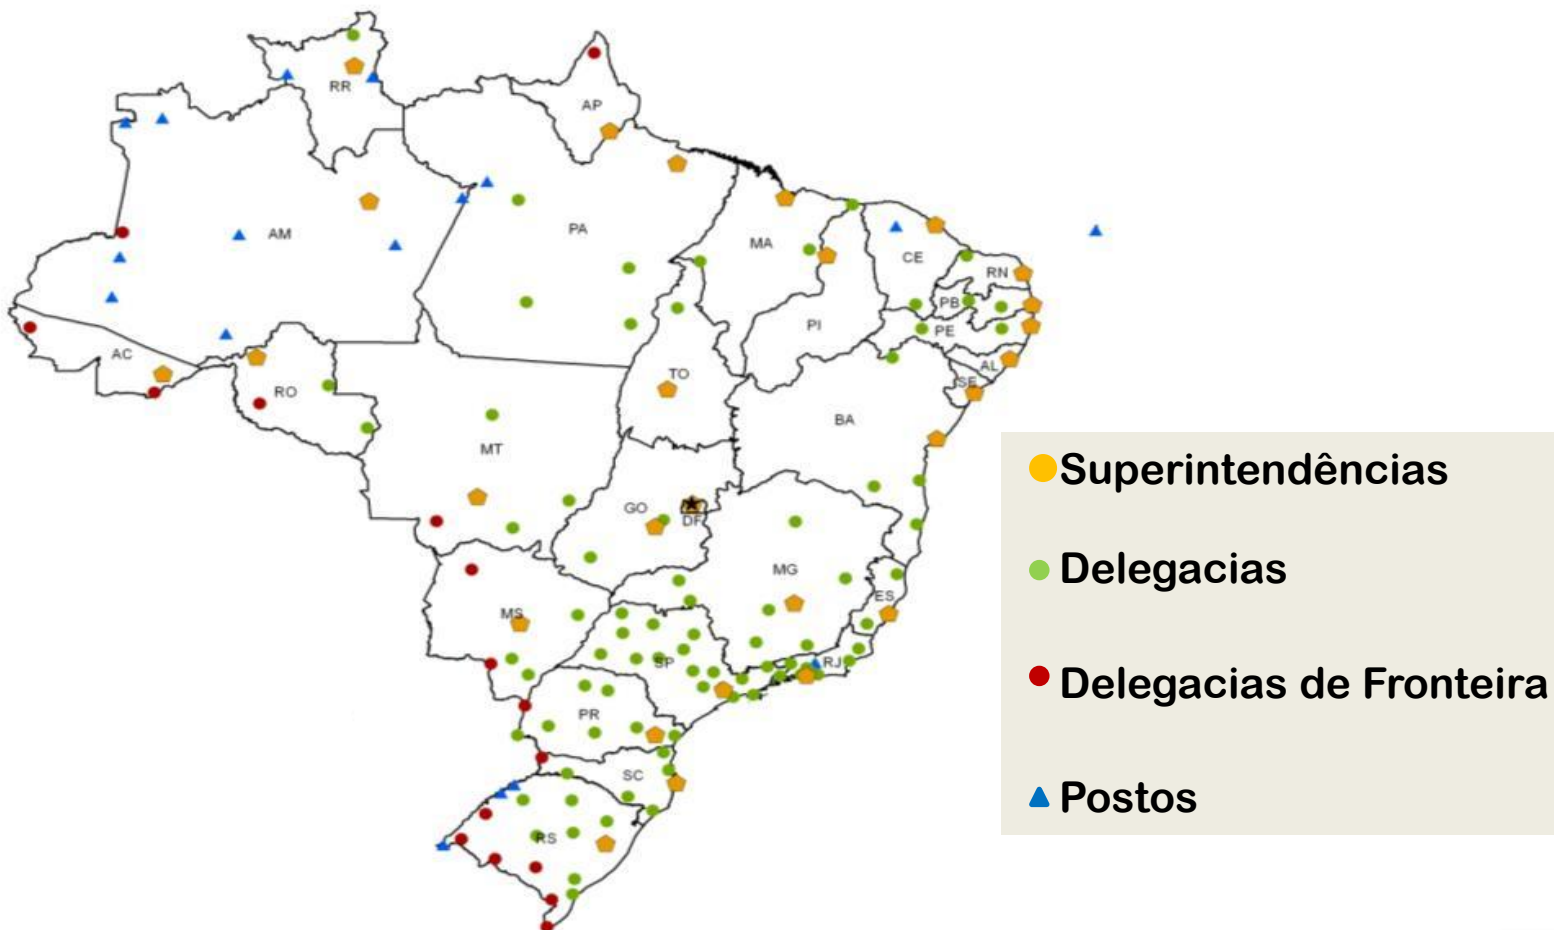 RR
AP
AM
PA
MA
CE
RN
PB
PI
PE
AC
AL
TO
SE
RO
BA
MT
GO
DF
MG
ES
MS
SP
RJ
PR
SC
RS
Superintendências
Delegacias
Delegacias de Fronteira
Postos